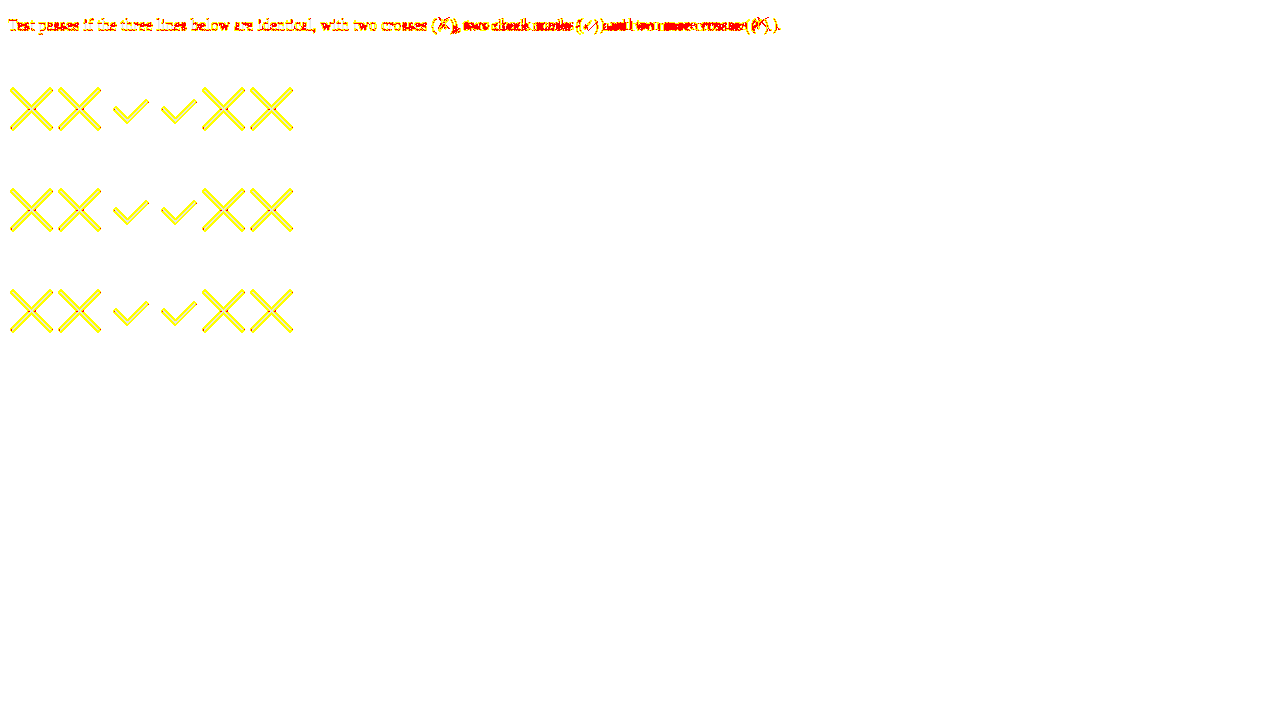 Test passes if the three lines below are identical, with two crosses (╳), two check marks (✓) and two more crosses (╳).
╳╳✓✓╳╳
╳╳✓✓╳╳
╳╳✓✓╳╳